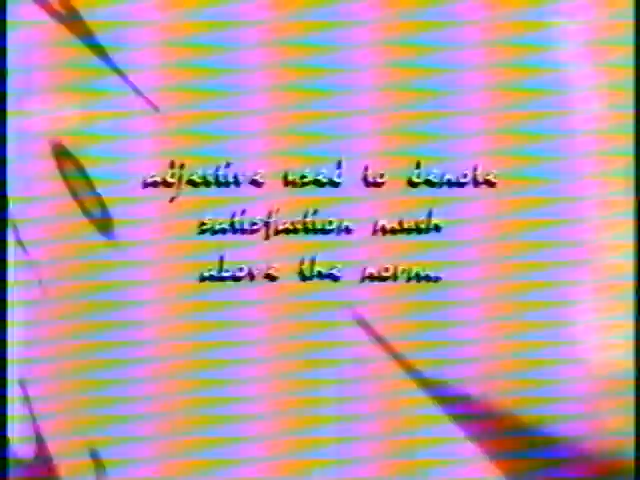 adjective used to denote
satisfaction much
above the norm.